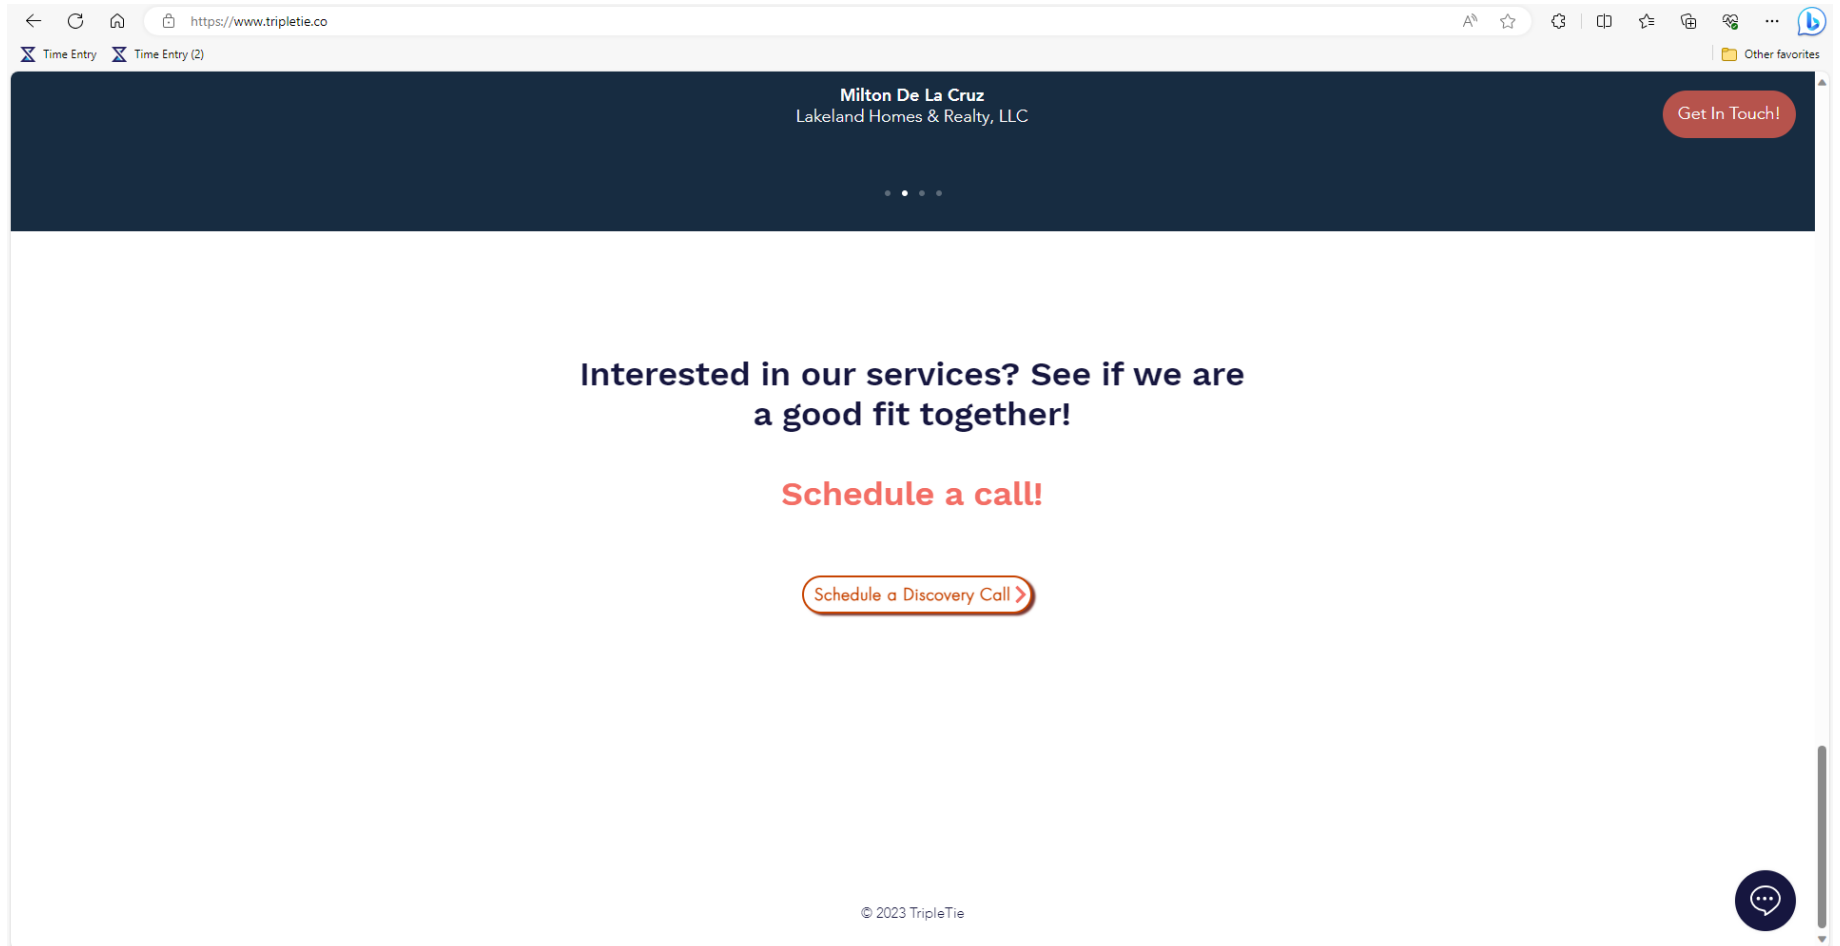 https://www.tripletie.co
Time Entry
Time Entry (2)
Other favorites
Milton De La Cruz
Lakeland Homes & Realty, LLC
Get In Touch!
Interested in our services? See if we are
a good fit together!
Schedule a call!
Schedule a Discovery Call
© 2023 TripleTie